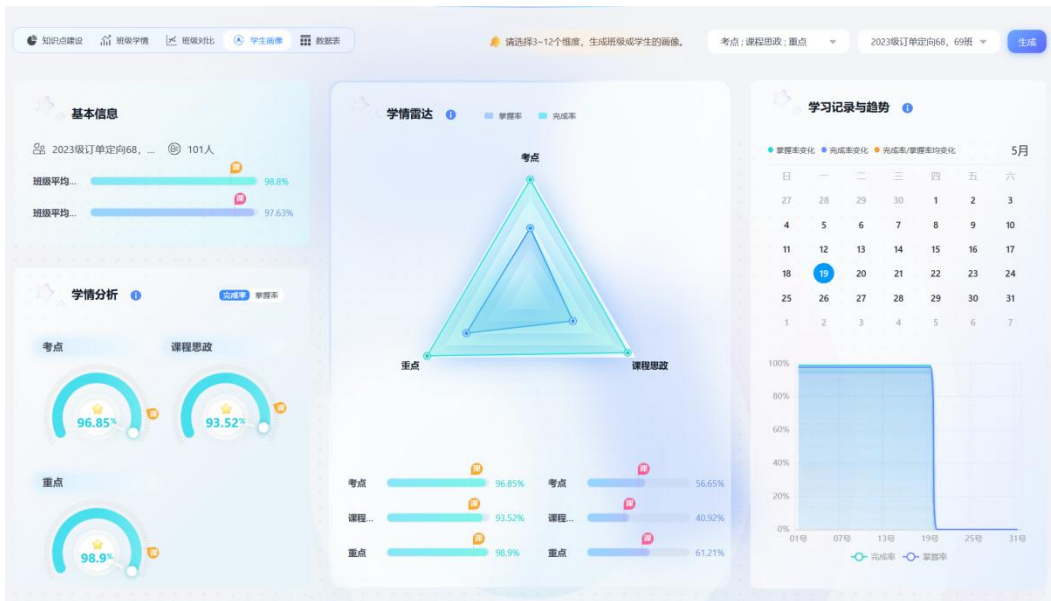 知识点建设 班级学情 班级对比 学生画像 数据表
请选择3~12个维度，生成班级或学生的画像。
考点 ; 课程思政 ; 重点
2023级订单定向68，69班
生成
基本信息
2023级订单定向68，... 101人
课
班级平均... 98.8%
课
班级平均... 97.63%
学情分析
完成率 掌握率
考点 课程思政
96.85% 课
93.52% 课
重点
98.9% 课
学情雷达
掌握率 完成率
考点
重点
课程思政
课 课
考点 96.85% 考点 56.65%
课 课
课程... 93.52% 课程... 40.92%
课 课
重点 98.9% 重点 61.21%
学习记录与趋势
掌握率变化 完成率变化 完成率/掌握率均变化 5月
日 一 二 三 四 五 六
27 28 29 30 1 2 3
4 5 6 7 8 9 10
11 12 13 14 15 16 17
18 19 20 21 22 23 24
25 26 27 28 29 30 31
1 2 3 4 5 6 7
100%
80%
60%
40%
20%
0%
01号 07号 13号 19号 25号 31号
完成率 掌握率